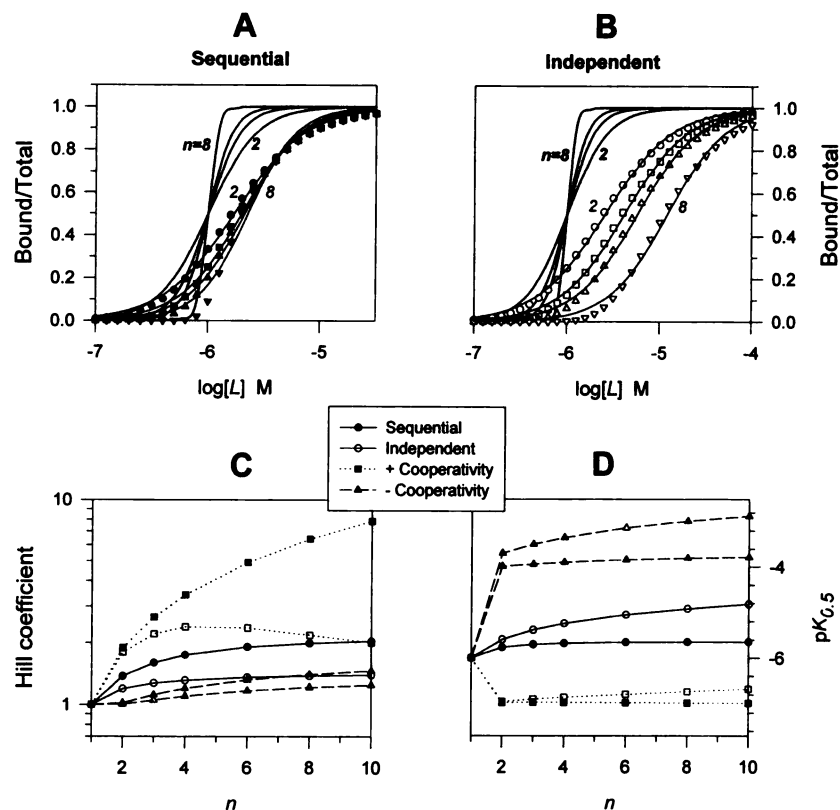 A
Sequential
B
Independent
Bound/Total
1.0
0.8
0.6
0.4
0.2
0.0
n=8
2
2
8
-7
-6
-5
log[L] M
n=8
2
2
8
1.0
0.8
0.6
0.4
0.2
0.0
Bound/Total
-7
-6
-5
-4
log[L] M
Sequential
Independent
+ Cooperativity
- Cooperativity
C
D
Hill coefficient
10
1
2
4
6
8
10
n
-4
-6
pK0.5
2
4
6
8
10
n